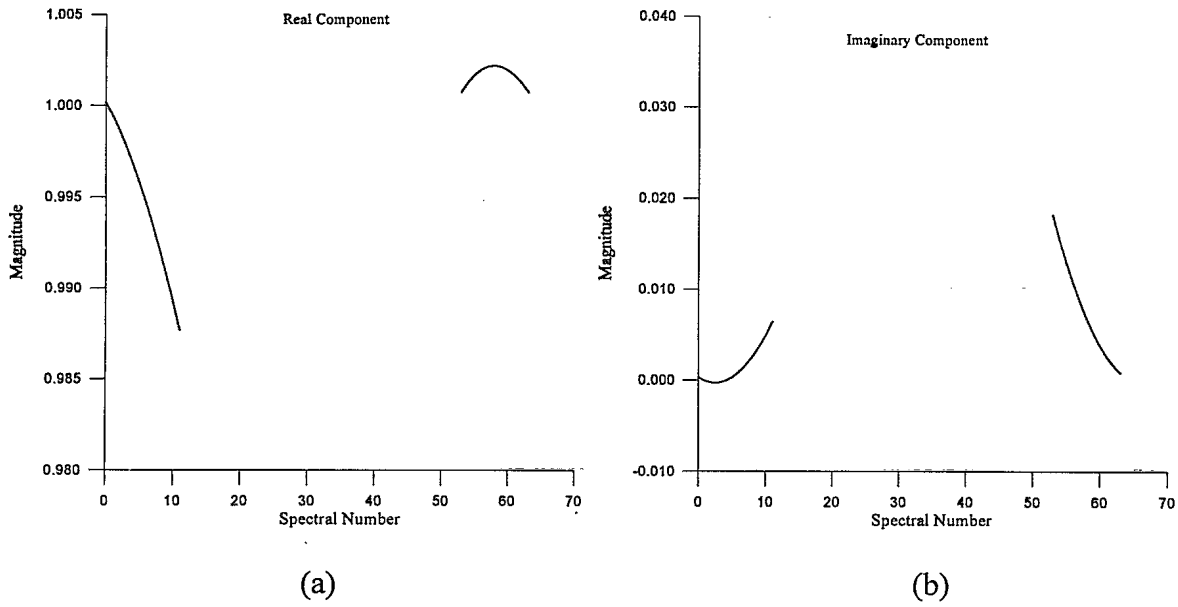 Real Component
1.005
1.000
0.995
0.990
0.985
0.980
Magnitude
0 10 20 30 40 50 60 70
Spectral Number
(a)
Imaginary Component
0.040
0.030
0.020
0.010
0.000
-0.010
Magnitude
0 10 20 30 40 50 60 70
Spectral Number
(b)